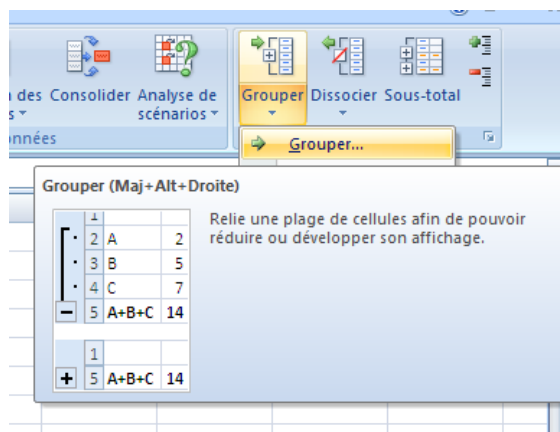 des Consolider Analyse de
scénarios
Grouper Dissocier Sous-total
Grouper...
Grouper (Maj+Alt+Droite)
Relie une plage de cellules afin de pouvoir
réduire ou développer son affichage.
1
2 A 2
3 B 5
4 C 7
5 A+B+C 14
1
5 A+B+C 14